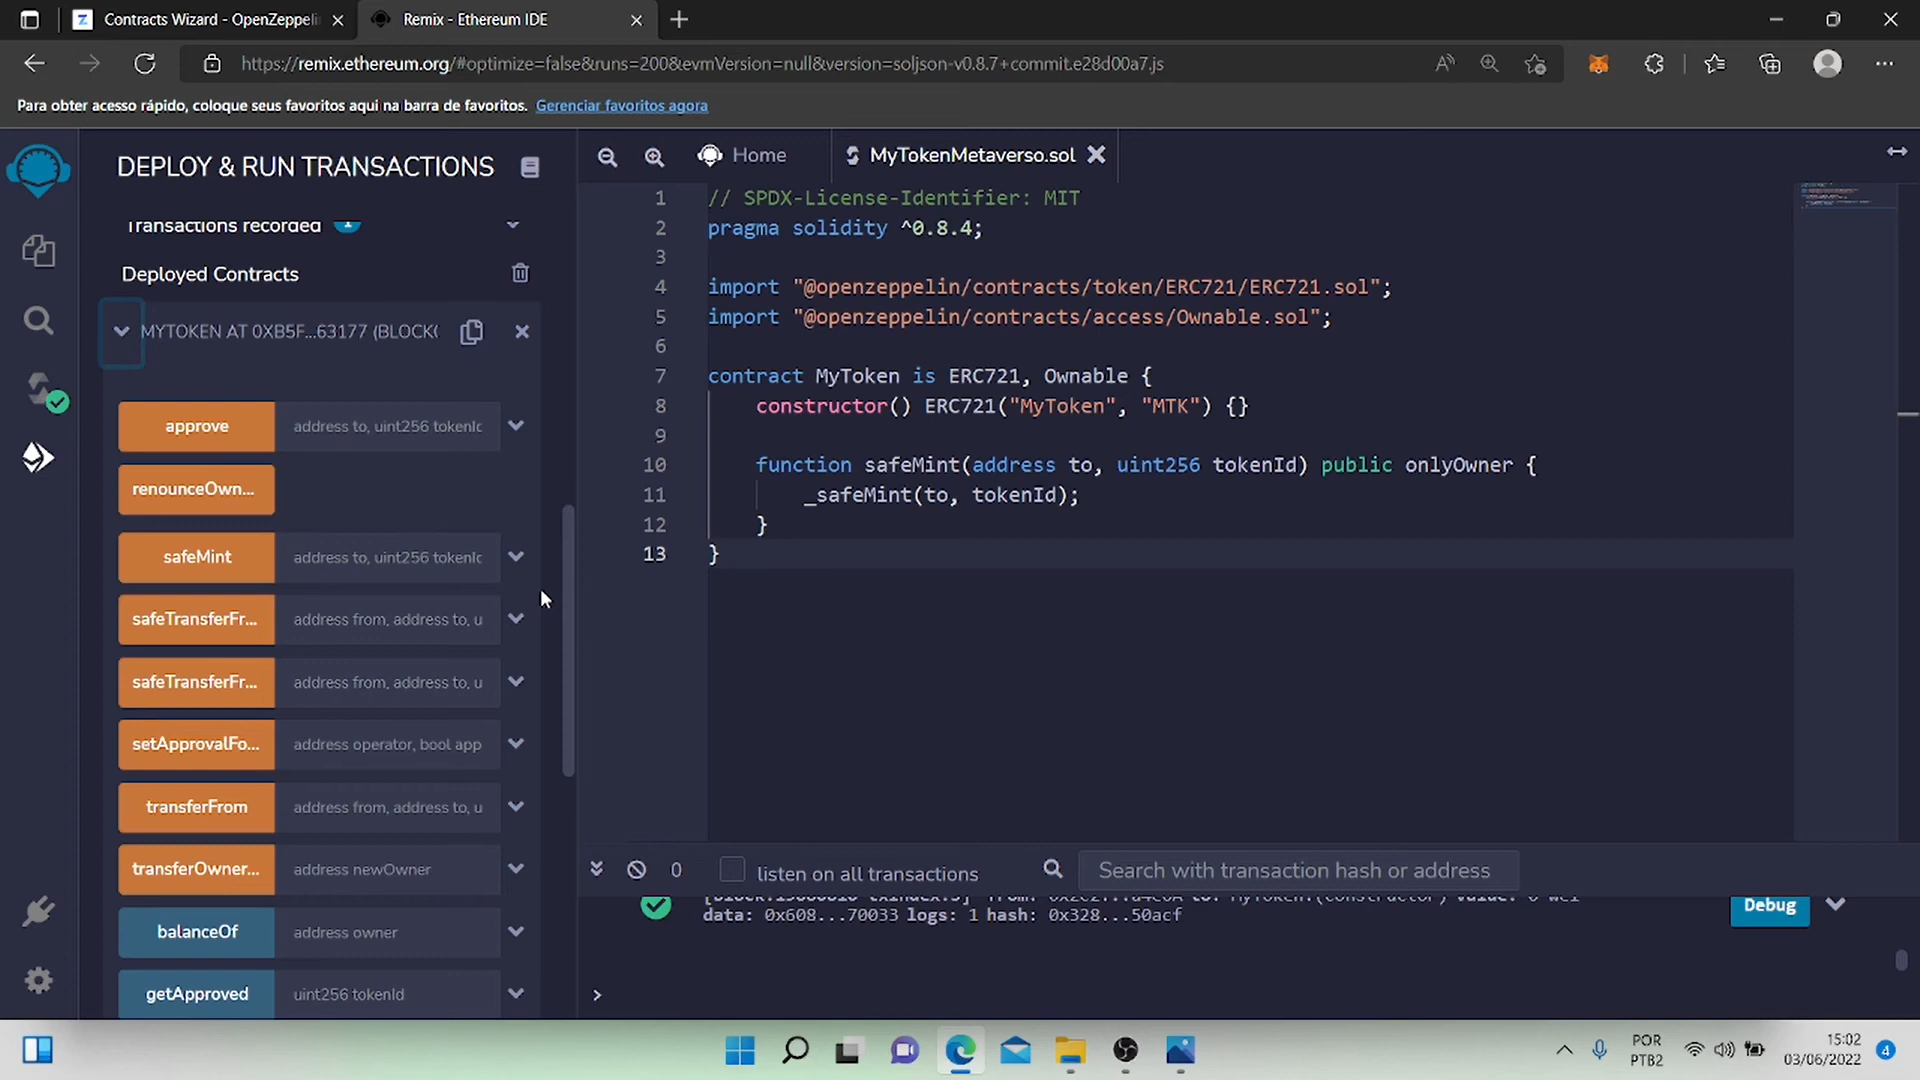 Contracts Wizard - OpenZeppeli
Remix - Ethereum IDE
https://remix.ethereum.org/#optimize=false&runs=200&evmVersion=null&version=soljson-v0.8.7+commit.e28d00a7.js
Para obter acesso rápido, coloque seus favoritos aqui na barra de favoritos. Gerenciar favoritos agora
DEPLOY & RUN TRANSACTIONS
Home
MyTokenMetaverso.sol
Transactions recorded
Deployed Contracts
MYTOKEN AT 0XB5F...63177 (BLOCKC
approve address to, uint256 tokenId
renounceOwn...
safeMint address to, uint256 tokenId
safeTransferFr... address from, address to, u
safeTransferFr... address from, address to, u
setApprovalFo... address operator, bool app
transferFrom address from, address to, u
transferOwner... address newOwner
balanceOf address owner
getApproved uint256 tokenId
1 // SPDX-License-Identifier: MIT
2 pragma solidity ^0.8.4;
3
4 import "@openzeppelin/contracts/token/ERC721/ERC721.sol";
5 import "@openzeppelin/contracts/access/Ownable.sol";
6
7 contract MyToken is ERC721, Ownable {
8 constructor() ERC721("MyToken", "MTK") {}
9
10 function safeMint(address to, uint256 tokenId) public onlyOwner {
11 _safeMint(to, tokenId);
12 }
13 }
0
listen on all transactions
Search with transaction hash or address
data: 0x608...70033 logs: 1 hash: 0x328...50acf
Debug
>
POR
PTB2
15:02
03/06/2022
4